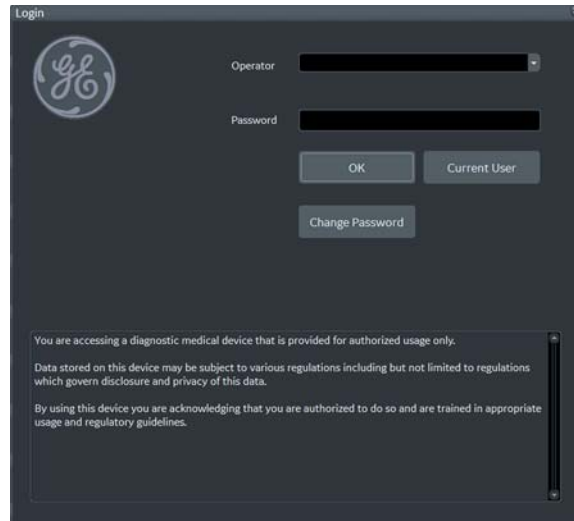 Login
GE
Operator
Password
OK
Current User
Change Password
You are accessing a diagnostic medical device that is provided for authorized usage only.
Data stored on this device may be subject to various regulations including but not limited to regulations
which govern disclosure and privacy of this data.
By using this device you are acknowledging that you are authorized to do so and are trained in appropriate
usage and regulatory guidelines.